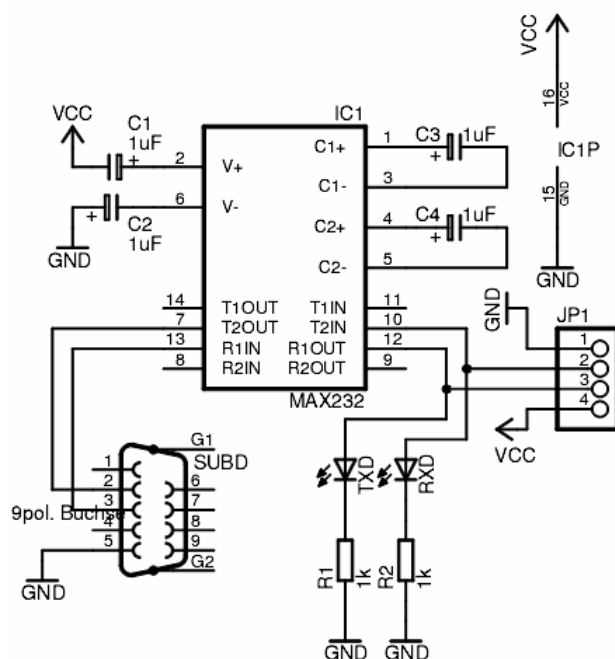 VCC
16
VCC
IC1P
15
GND
GND
IC1
VCC
C1
1uF
+
2
V+
C1+
1
C3
1uF
+
C1-
3
6
V-
+
C2
1uF
GND
C2+
4
C4
1uF
+
C2-
5
14
T1OUT
T1IN
11
7
T2OUT
T2IN
10
13
R1IN
R1OUT
12
8
R2IN
R2OUT
9
MAX232
GND
JP1
1
2
3
4
VCC
G1
SUBD
1
2
3
4
5
6
7
8
9
9pol. Buchse
G2
GND
TXD
RXD
R1
1k
R2
1k
GND
GND